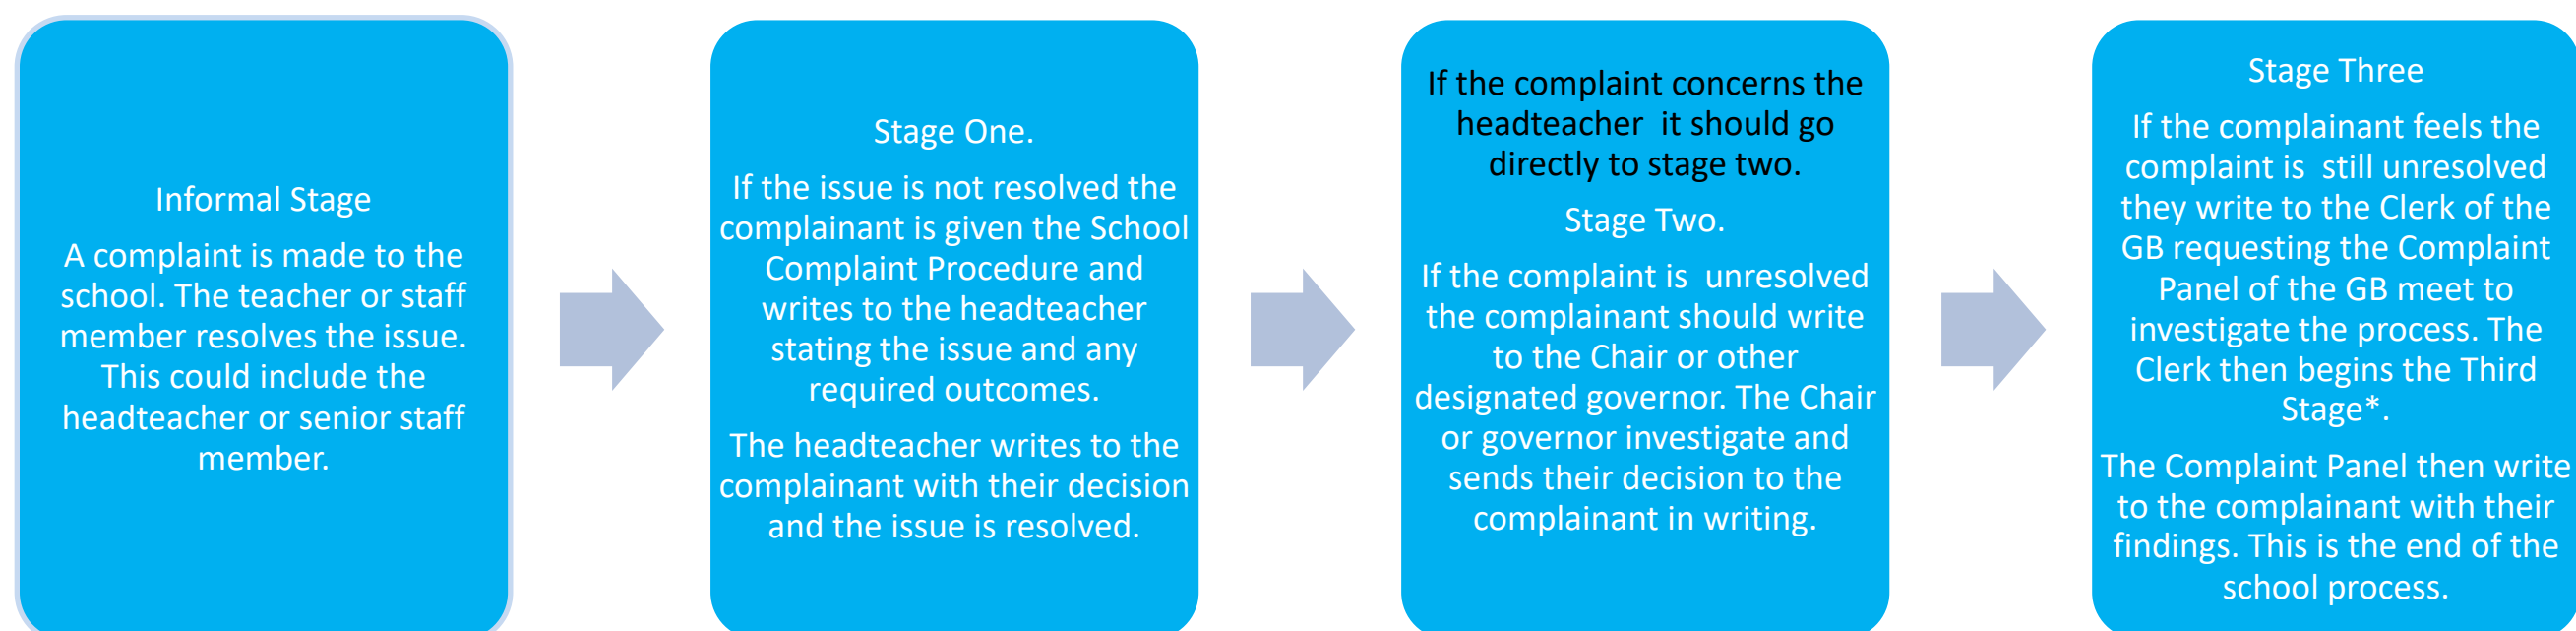 Informal Stage
A complaint is made to the
school. The teacher or staff
member resolves the issue.
This could include the
headteacher or senior staff
member.
Stage One.
If the issue is not resolved the
complainant is given the School
Complaint Procedure and
writes to the headteacher
stating the issue and any
required outcomes.
The headteacher writes to the
complainant with their decision
and the issue is resolved.
If the complaint concerns the
headteacher  it should go
directly to stage two.
Stage Two.
If the complaint is  unresolved
the complainant should write
to the Chair or other
designated governor. The Chair
or governor investigate and
sends their decision to the
complainant in writing.
Stage Three
If the complainant feels the
complaint is  still unresolved
they write to the Clerk of the
GB requesting the Complaint
Panel of the GB meet to
investigate the process. The
Clerk then begins the Third
Stage*.
The Complaint Panel then write
to the complainant with their
findings. This is the end of the
school process.